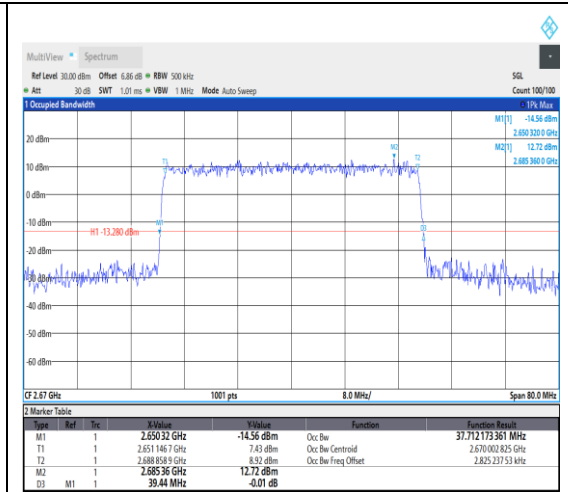 MultiView Spectrum
Ref Level 30.00 dBm Offset 6.86 dB RBW 500 kHz SGL
Att 30 dB SWT 1.01 ms VBW 1 MHz Mode Auto Sweep Count 100/100
1 Occupied Bandwidth 1Pk Max
M1[1] -14.56 dBm
2.650 320 0 GHz
M2[1] 12.72 dBm
2.685 360 0 GHz
20 dBm
M2
T1 T2
10 dBm
0 dBm
-10 dBm
M1 D3
H1 -13.280 dBm
-20 dBm
-30 dBm
-40 dBm
-50 dBm
-60 dBm
CF 2.67 GHz 1001 pts 8.0 MHz/ Span 80.0 MHz
2 Marker Table
Type Ref Trc X-Value Y-Value Function Function Result
M1 1 2.65032 GHz -14.56 dBm Occ Bw 37.712 173 361 MHz
T1 1 2.651 146 7 GHz 7.43 dBm Occ Bw Centroid 2.670 002 825 GHz
T2 1 2.688 858 9 GHz 8.92 dBm Occ Bw Freq Offset 2.825 237 53 kHz
M2 1 2.685 36 GHz 12.72 dBm
D3 M1 1 39.44 MHz -0.01 dB